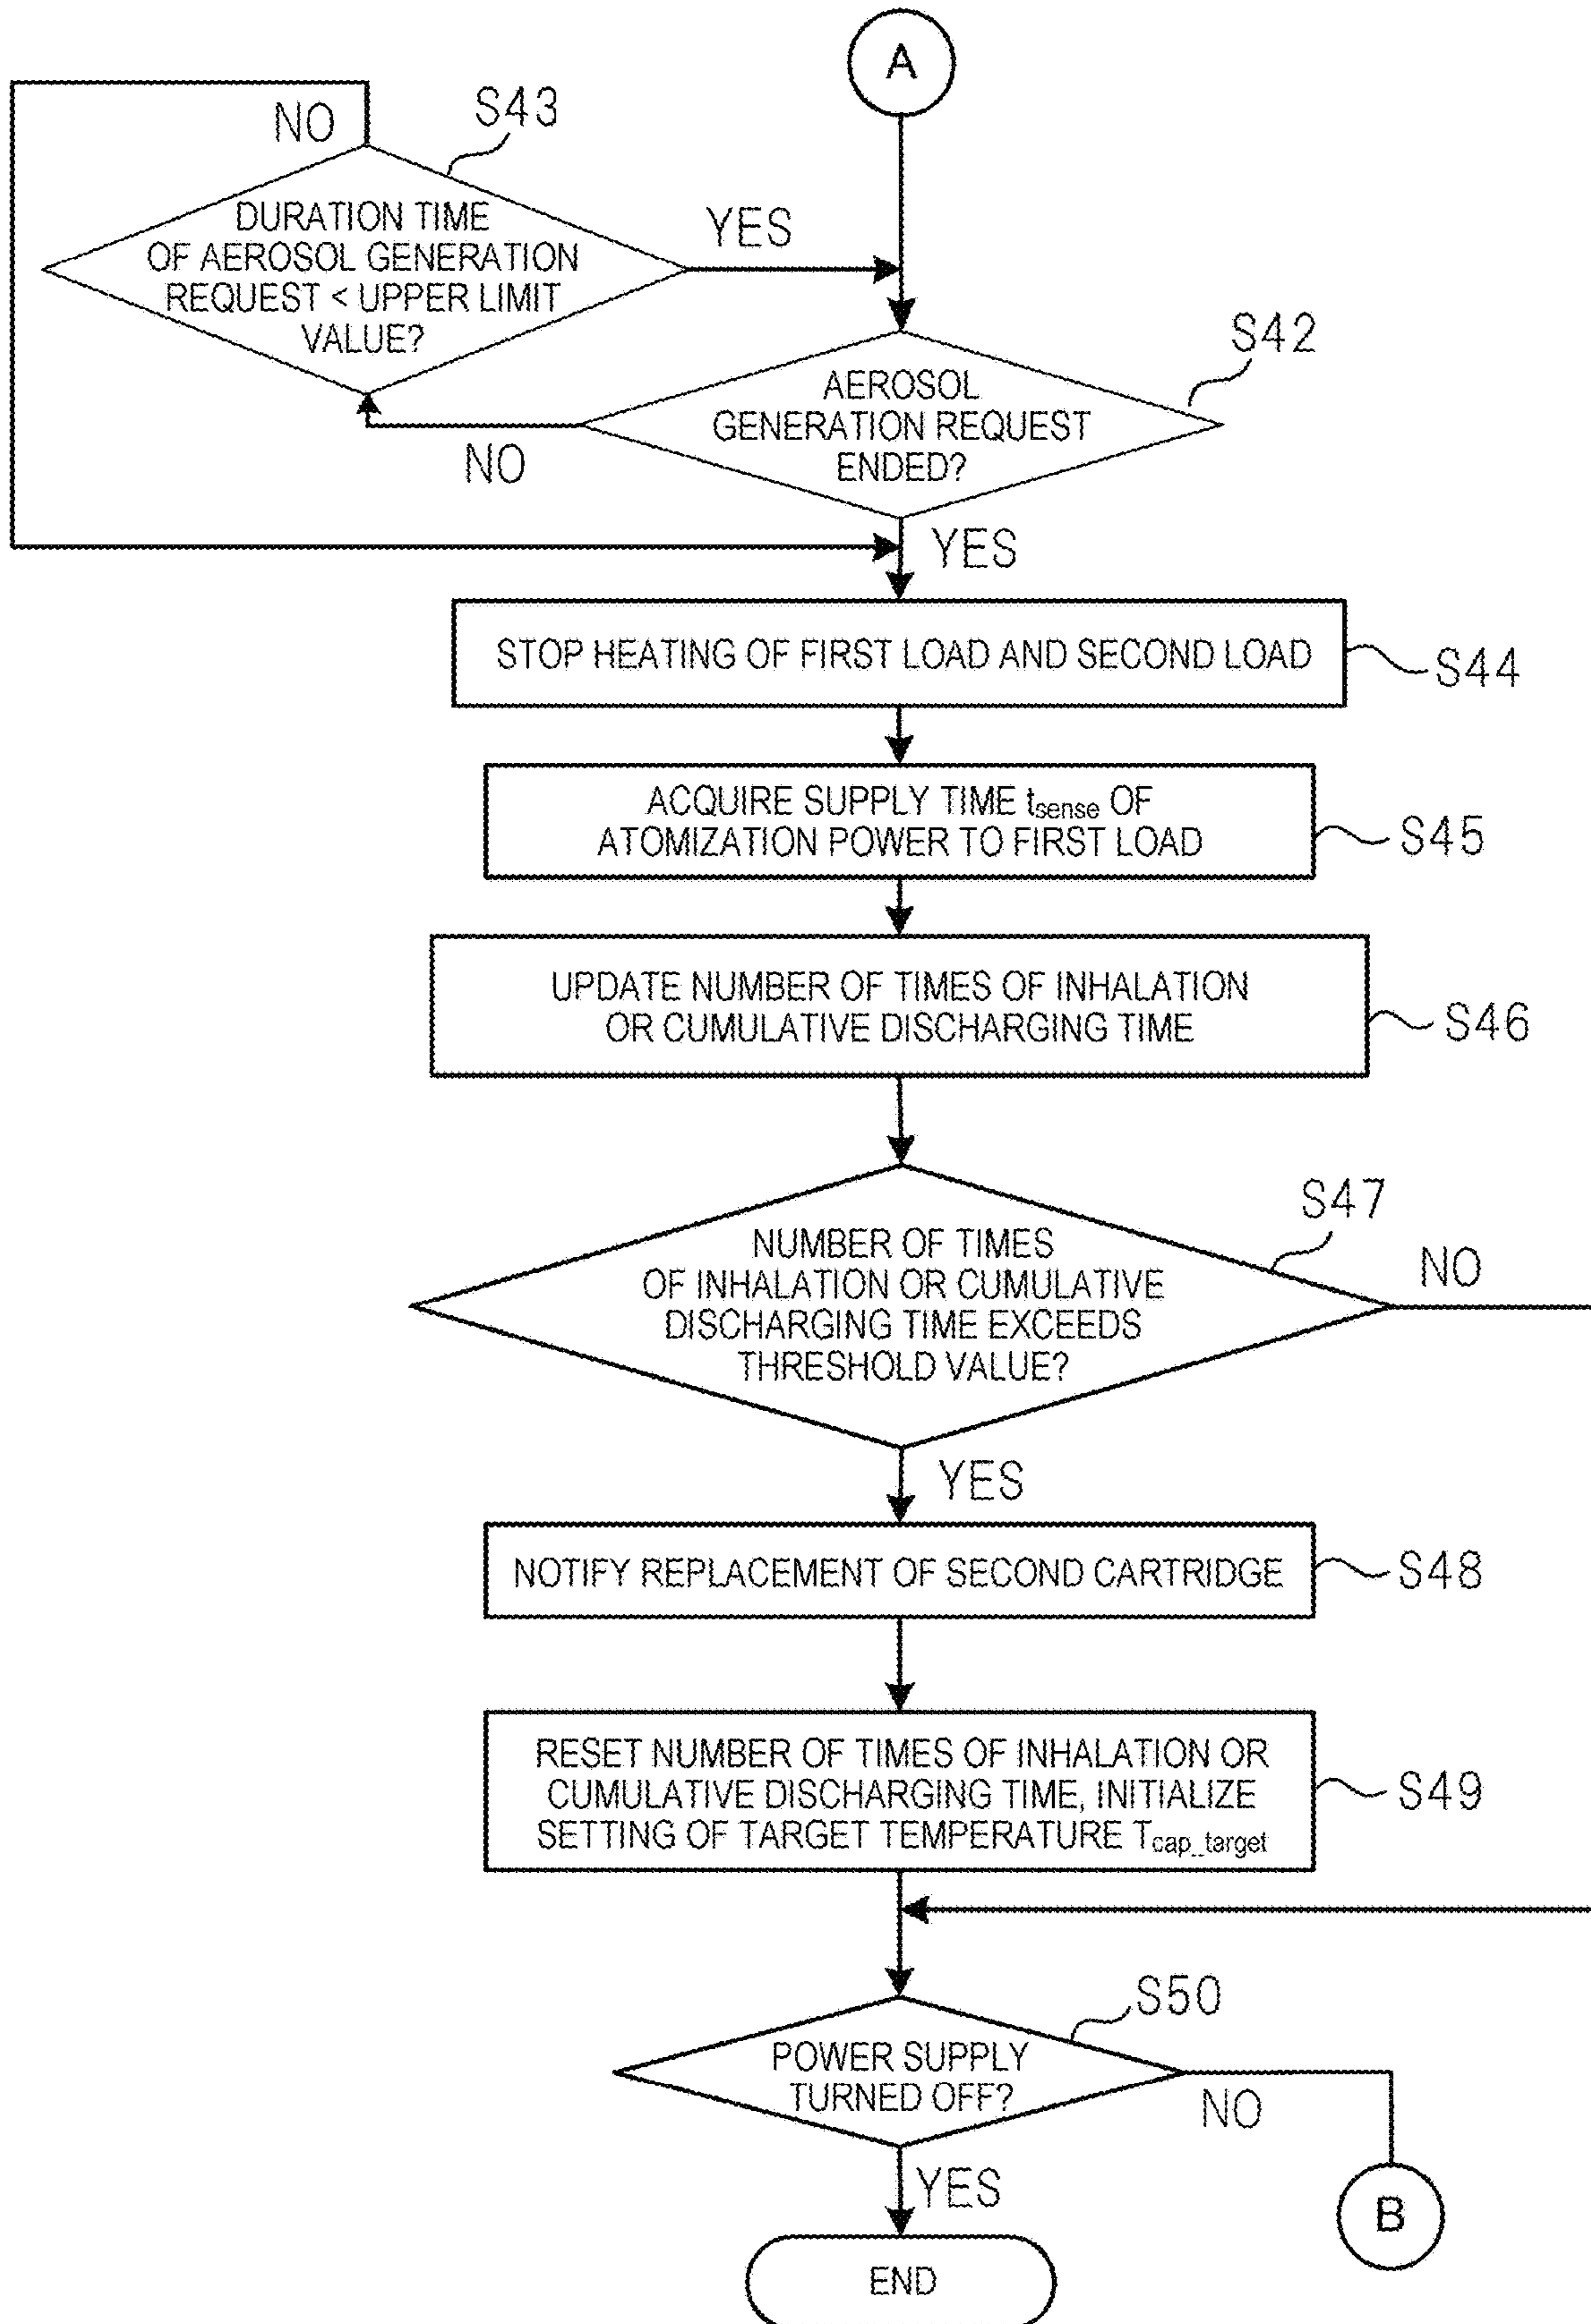 A
NO
S43
DURATION TIME
OF AEROSOL GENERATION
REQUEST < UPPER LIMIT
VALUE?
YES
S42
AEROSOL
GENERATION REQUEST
ENDED?
NO
YES
STOP HEATING OF FIRST LOAD AND SECOND LOAD
S44
ACQUIRE SUPPLY TIME tsense OF
ATOMIZATION POWER TO FIRST LOAD
S45
UPDATE NUMBER OF TIMES OF INHALATION
OR CUMULATIVE DISCHARGING TIME
S46
S47
NUMBER OF TIMES
OF INHALATION OR CUMULATIVE
DISCHARGING TIME EXCEEDS
THRESHOLD VALUE?
NO
YES
NOTIFY REPLACEMENT OF SECOND CARTRIDGE
S48
RESET NUMBER OF TIMES OF INHALATION OR
CUMULATIVE DISCHARGING TIME, INITIALIZE
SETTING OF TARGET TEMPERATURE Tcap_target
S49
S50
POWER SUPPLY
TURNED OFF?
NO
YES
B
END